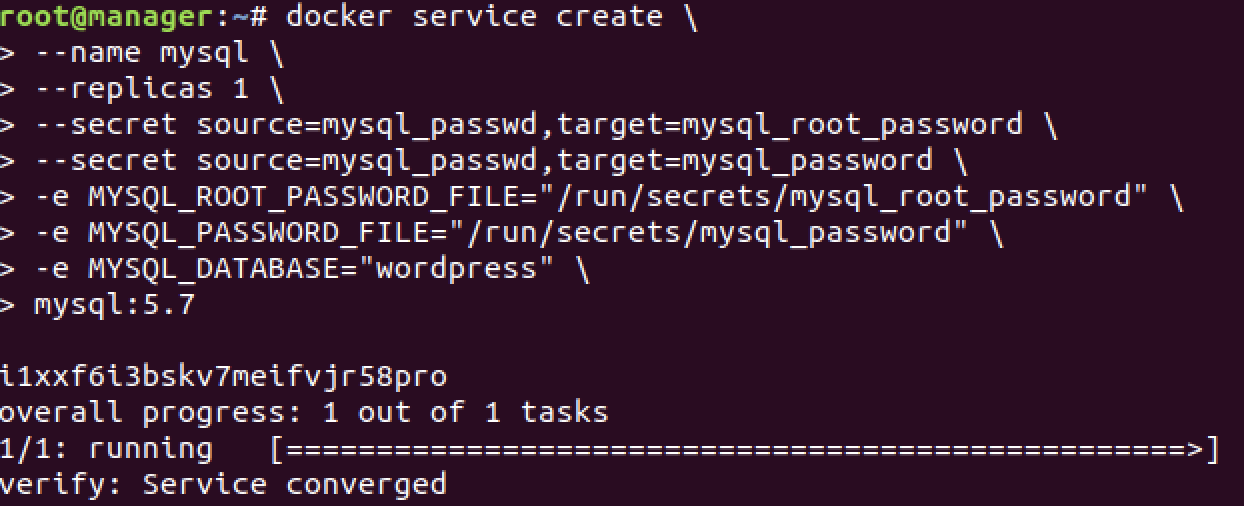 root@manager:~# docker service create \
> --name mysql \
> --replicas 1 \
> --secret source=mysql_passwd,target=mysql_root_password \
> --secret source=mysql_passwd,target=mysql_password \
> -e MYSQL_ROOT_PASSWORD_FILE="/run/secrets/mysql_root_password" \
> -e MYSQL_PASSWORD_FILE="/run/secrets/mysql_password" \
> -e MYSQL_DATABASE="wordpress" \
> mysql:5.7
i1xxf6i3bskv7meifvjr58pro
overall progress: 1 out of 1 tasks
1/1: running   [==================================================>]
verify: Service converged